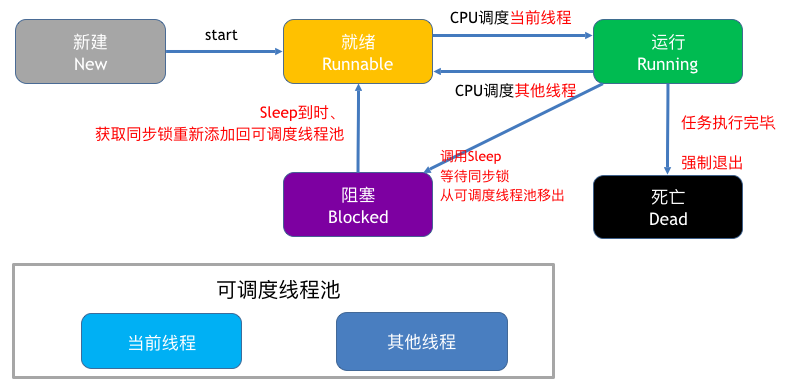 新建
New
start
就绪
Runnable
CPU调度当前线程
CPU调度其他线程
运行
Running
Sleep到时、
获取同步锁重新添加回可调度线程池
调用Sleep
等待同步锁
从可调度线程池移出
任务执行完毕
强制退出
阻塞
Blocked
死亡
Dead
可调度线程池
当前线程
其他线程